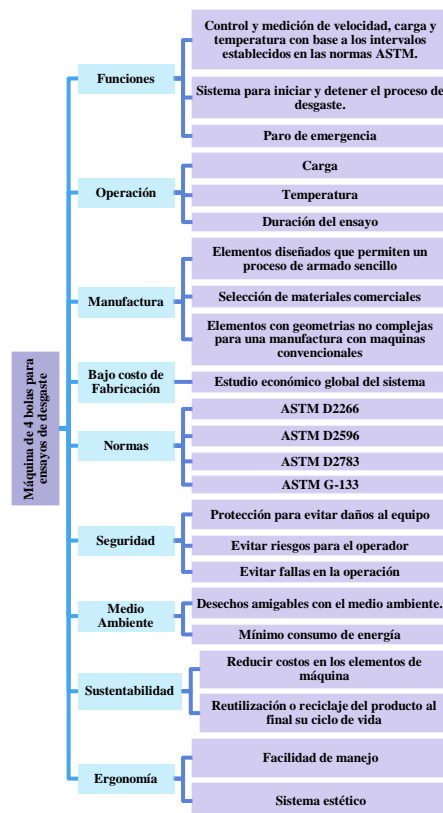 Máquina de 4 bolas para
ensayos de desgaste
Funciones
Control y medición de velocidad, carga y
temperatura con base a los intervalos
establecidos en las normas ASTM.
Sistema para iniciar y detener el proceso de
desgaste.
Paro de emergencia
Operación
Carga
Temperatura
Duración del ensayo
Manufactura
Elementos diseñados que permiten un
proceso de armado sencillo
Selección de materiales comerciales
Elementos con geometrias no complejas
para una manufactura con maquinas
convencionales
Bajo costo de
Fabricación
Estudio económico global del sistema
Normas
ASTM D2266
ASTM D2596
ASTM D2783
ASTM G-133
Seguridad
Protección para evitar daños al equipo
Evitar riesgos para el operador
Evitar fallas en la operación
Medio
Ambiente
Desechos amigables con el medio ambiente.
Mínimo consumo de energía
Sustentabilidad
Reducir costos en los elementos de
máquina
Reutilización o reciclaje del producto al
final su ciclo de vida
Ergonomía
Facilidad de manejo
Sistema estético